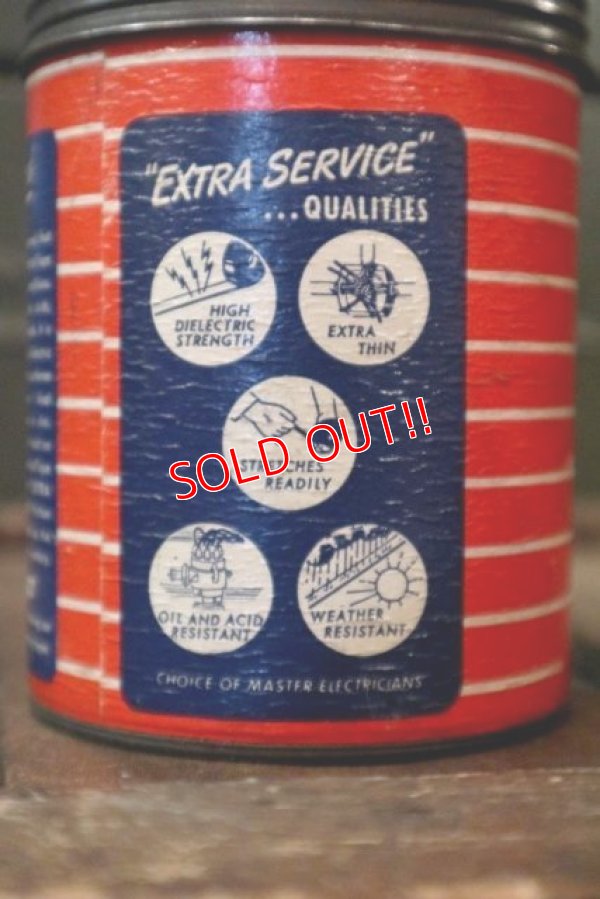 "EXTRA SERVICE"
...QUALITIES
HIGH
DIELECTRIC
STRENGTH
EXTRA
THIN
SOLD OUT!!
STRETCHES
READILY
OIL AND ACID
RESISTANT
WEATHER
RESISTANT
CHOICE OF MASTER ELECTRICIANS